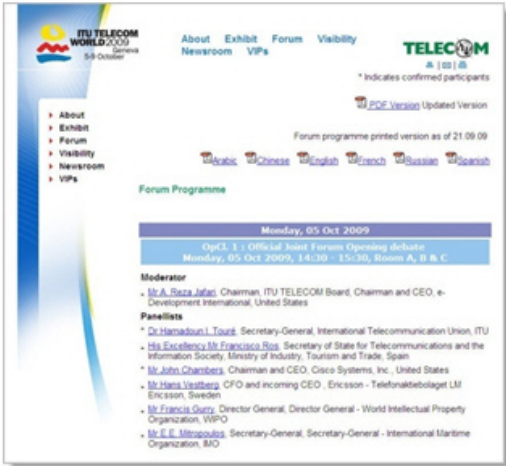 ITU TELECOM
WORLD2009
Geneva
5-9 October
About Exhibit Forum Visibility
Newsroom VIPs
TELECOM
* Indicates confirmed participants
PDF Version Updated Version
Forum programme printed version as of 21.09.09
Arabic Chinese English French Russian Spanish
About
Exhibit
Forum
Visibility
Newsroom
VIPs
Forum Programme
Monday, 05 Oct 2009
OpCL 1 : Official Joint Forum Opening debate
Monday, 05 Oct 2009, 14:30 - 15:30, Room A, B & C
Moderator
* Mr A. Reza Jafari, Chairman, ITU TELECOM Board, Chairman and CEO, e-
Development International, United States
Panellists
* Dr Hamadoun I. Touré, Secretary-General, International Telecommunication Union, ITU
* His Excellency Mr Francisco Ros, Secretary of State for Telecommunications and the
Information Society, Ministry of Industry, Tourism and Trade, Spain
* Mr John Chambers, Chairman and CEO, Cisco Systems, Inc., United States
* Mr Hans Vestberg, CFO and incoming CEO , Ericsson - Telefonaktiebolaget LM
Ericsson, Sweden
* Mr Francis Gurry, Director General, Director General - World Intellectual Property
Organization, WIPO
* Mr E.E. Mitropoulos, Secretary-General, Secretary-General - International Maritime
Organization, IMO